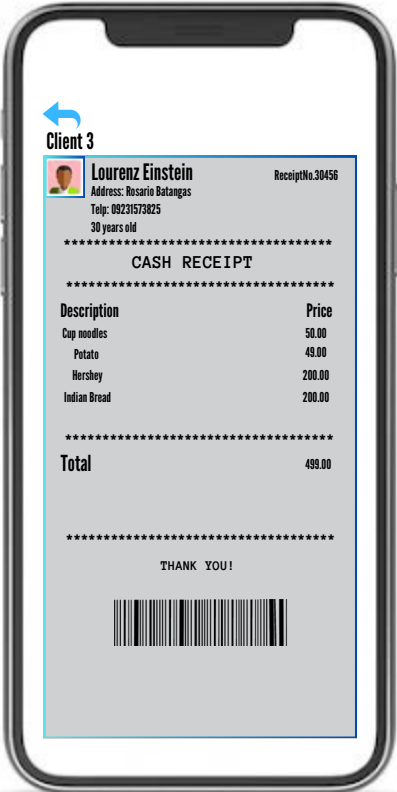 Client 3
Lourenz Einstein
ReceiptNo.30456
Address: Rosario Batangas
Telp: 09231573825
30 years old
************************************
CASH RECEIPT
************************************
Description Price
Cup noodles 50.00
Potato 49.00
Hershey 200.00
Indian Bread 200.00
************************************
Total 499.00
************************************
THANK YOU!